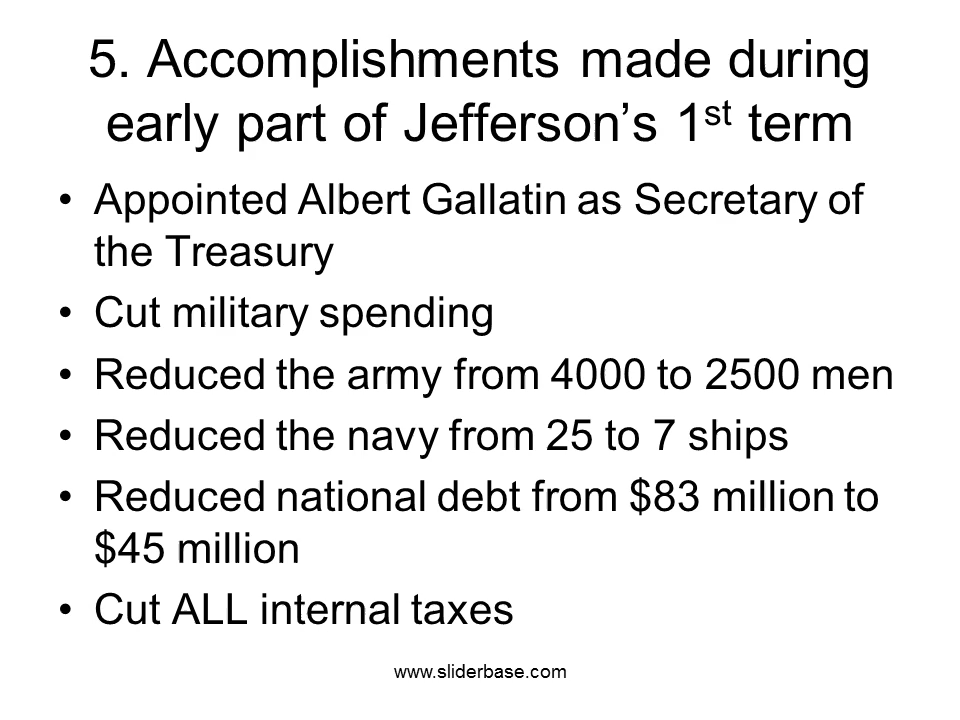 5. Accomplishments made during
early part of Jefferson’s 1st term
• Appointed Albert Gallatin as Secretary of
the Treasury
• Cut military spending
• Reduced the army from 4000 to 2500 men
• Reduced the navy from 25 to 7 ships
• Reduced national debt from $83 million to
$45 million
• Cut ALL internal taxes
www.sliderbase.com